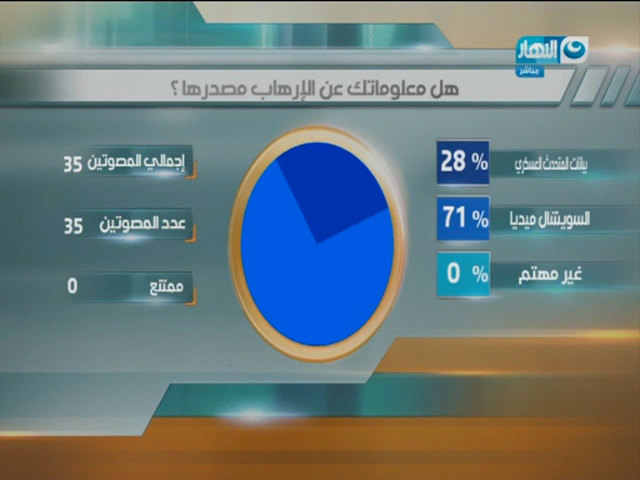 النهار
مباشر
هل معلوماتك عن الإرهاب مصدرها ؟
بيانات المتحدث العسكري 28 %
السويشال ميديا 71 %
غير مهتم 0 %
إجمالي المصوتين 35
عدد المصوتين 35
ممتنع 0